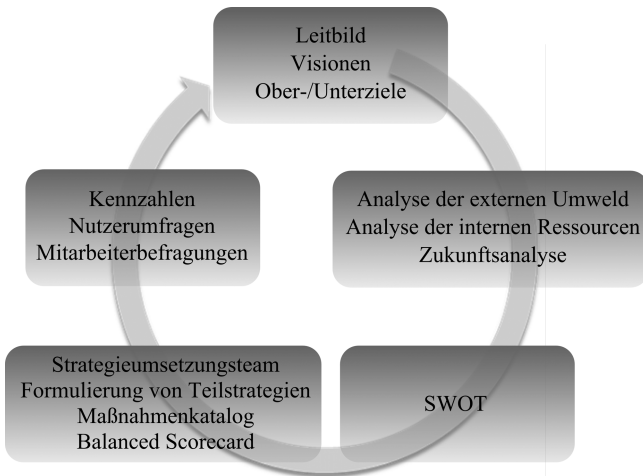 Leitbild
Visionen
Ober-/Unterziele
Analyse der externen Umweld
Analyse der internen Ressourcen
Zukunftsanalyse
SWOT
Strategieumsetzungsteam
Formulierung von Teilstrategien
Maßnahmenkatalog
Balanced Scorecard
Kennzahlen
Nutzerumfragen
Mitarbeiterbefragungen